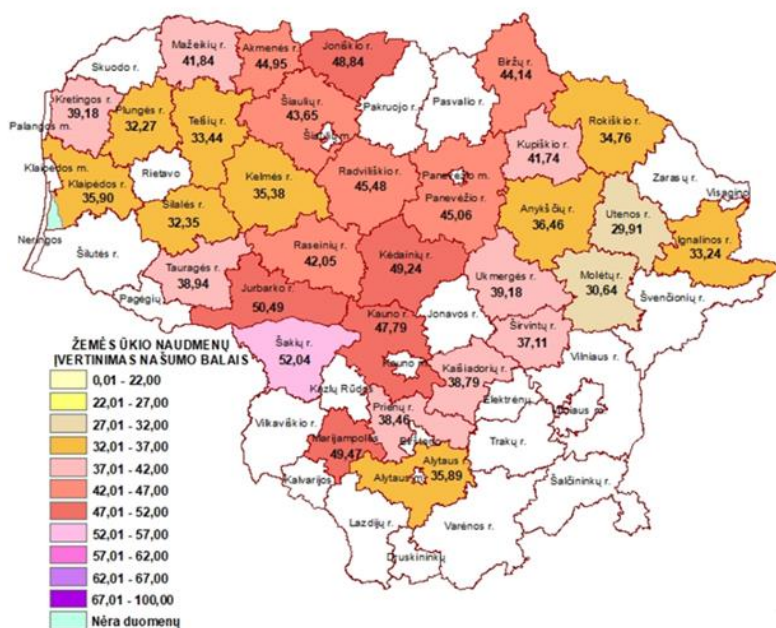 Skuodo r.
Mažeikių r.
41,84
Akmenės r.
44,95
Joniškio r.
48,84
Pakruojo r.
Pasvalio r.
Biržų r.
44,14
Kretingos r.
39,18
Palangos m.
Plungės r.
32,27
Telšių r.
33,44
Šiaulių r.
43,65
Rokiškio r.
34,76
Kupiškio r.
41,74
Klaipėdos m.
Klaipėdos r.
35,90
Rietavo
Kelmės r.
35,38
Radviliškio r.
45,48
Panevėžio m.
Panevėžio r.
45,06
Zarasų r.
Visagino
Anykščių r.
36,46
Utenos r.
29,91
Ignalinos r.
33,24
Neringos
Šilalės r.
32,35
Šilutės r.
Raseinių r.
42,05
Kėdainių r.
49,24
Ukmergės r.
39,18
Molėtų r.
30,64
Švenčionių r.
Tauragės r.
38,94
Pagėgių
Jurbarko r.
50,49
Kauno r.
47,79
Jonavos r.
Širvintų r.
37,11
Šakių r.
52,04
Kauno m.
Kaišiadorių r.
38,79
Vilniaus r.
Vilniaus m.
Elektrėnų
Kazlų Rūdos
Prienų r.
38,46
Vilkaviškio r.
Marijampolės
49,47
Trakų r.
Alytaus r.
Alytaus m.
35,89
Kalvarijos
Šalčininkų r.
Lazdijų r.
Varėnos r.
Druskininkų
ŽEMĖS ŪKIO NAUDMENŲ
ĮVERTINIMAS NAŠUMO BALAIS
0,01 - 22,00
22,01 - 27,00
27,01 - 32,00
32,01 - 37,00
37,01 - 42,00
42,01 - 47,00
47,01 - 52,00
52,01 - 57,00
57,01 - 62,00
62,01 - 67,00
67,01 - 100,00
Nėra duomenų